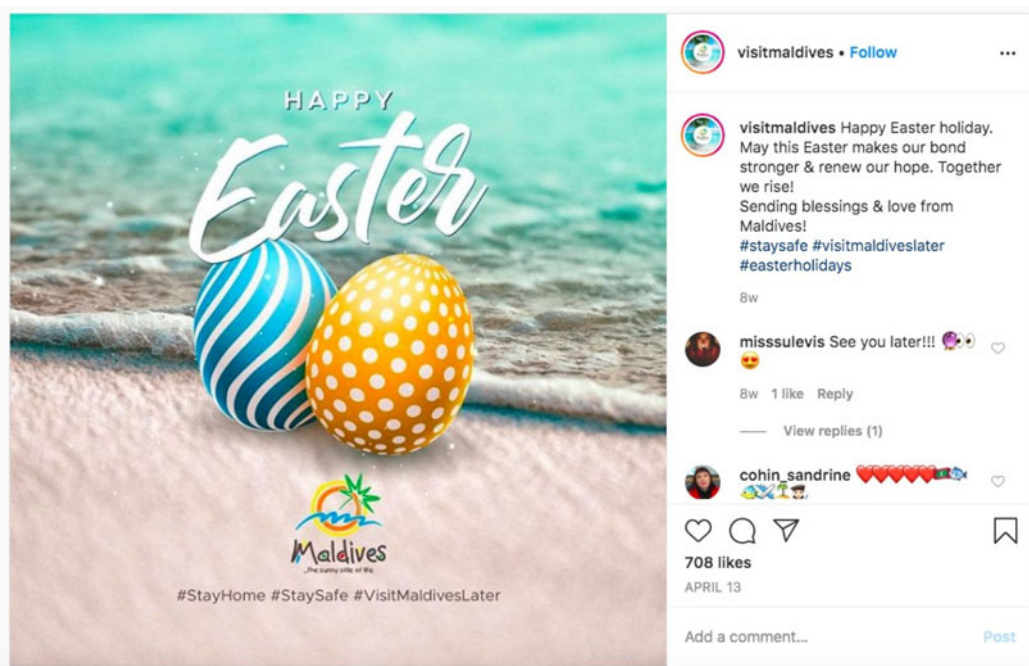 HAPPY
Easter
Maldives
...the sunny side of life
#StayHome #StaySafe #VisitMaldivesLater
visitmaldives • Follow
visitmaldives Happy Easter holiday.
May this Easter makes our bond
stronger & renew our hope. Together
we rise!
Sending blessings & love from
Maldives!
#staysafe #visitmaldiveslater
#easterholidays
8w
misssulevis See you later!!! 🔮👀
😍
8w 1 like Reply
View replies (1)
cohin_sandrine
708 likes
APRIL 13
Add a comment...
Post